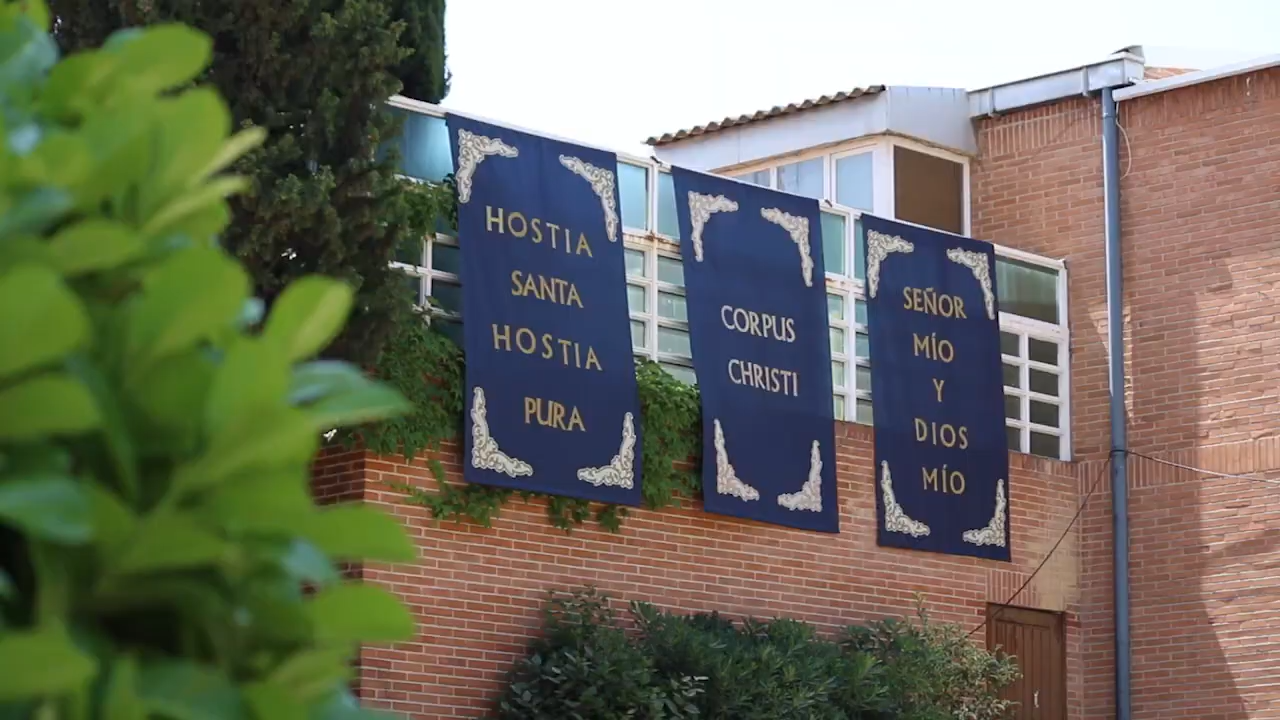 HOSTIA
SANTA
HOSTIA
PURA
CORPUS
CHRISTI
SEÑOR
MÍO
Y
DIOS
MÍO